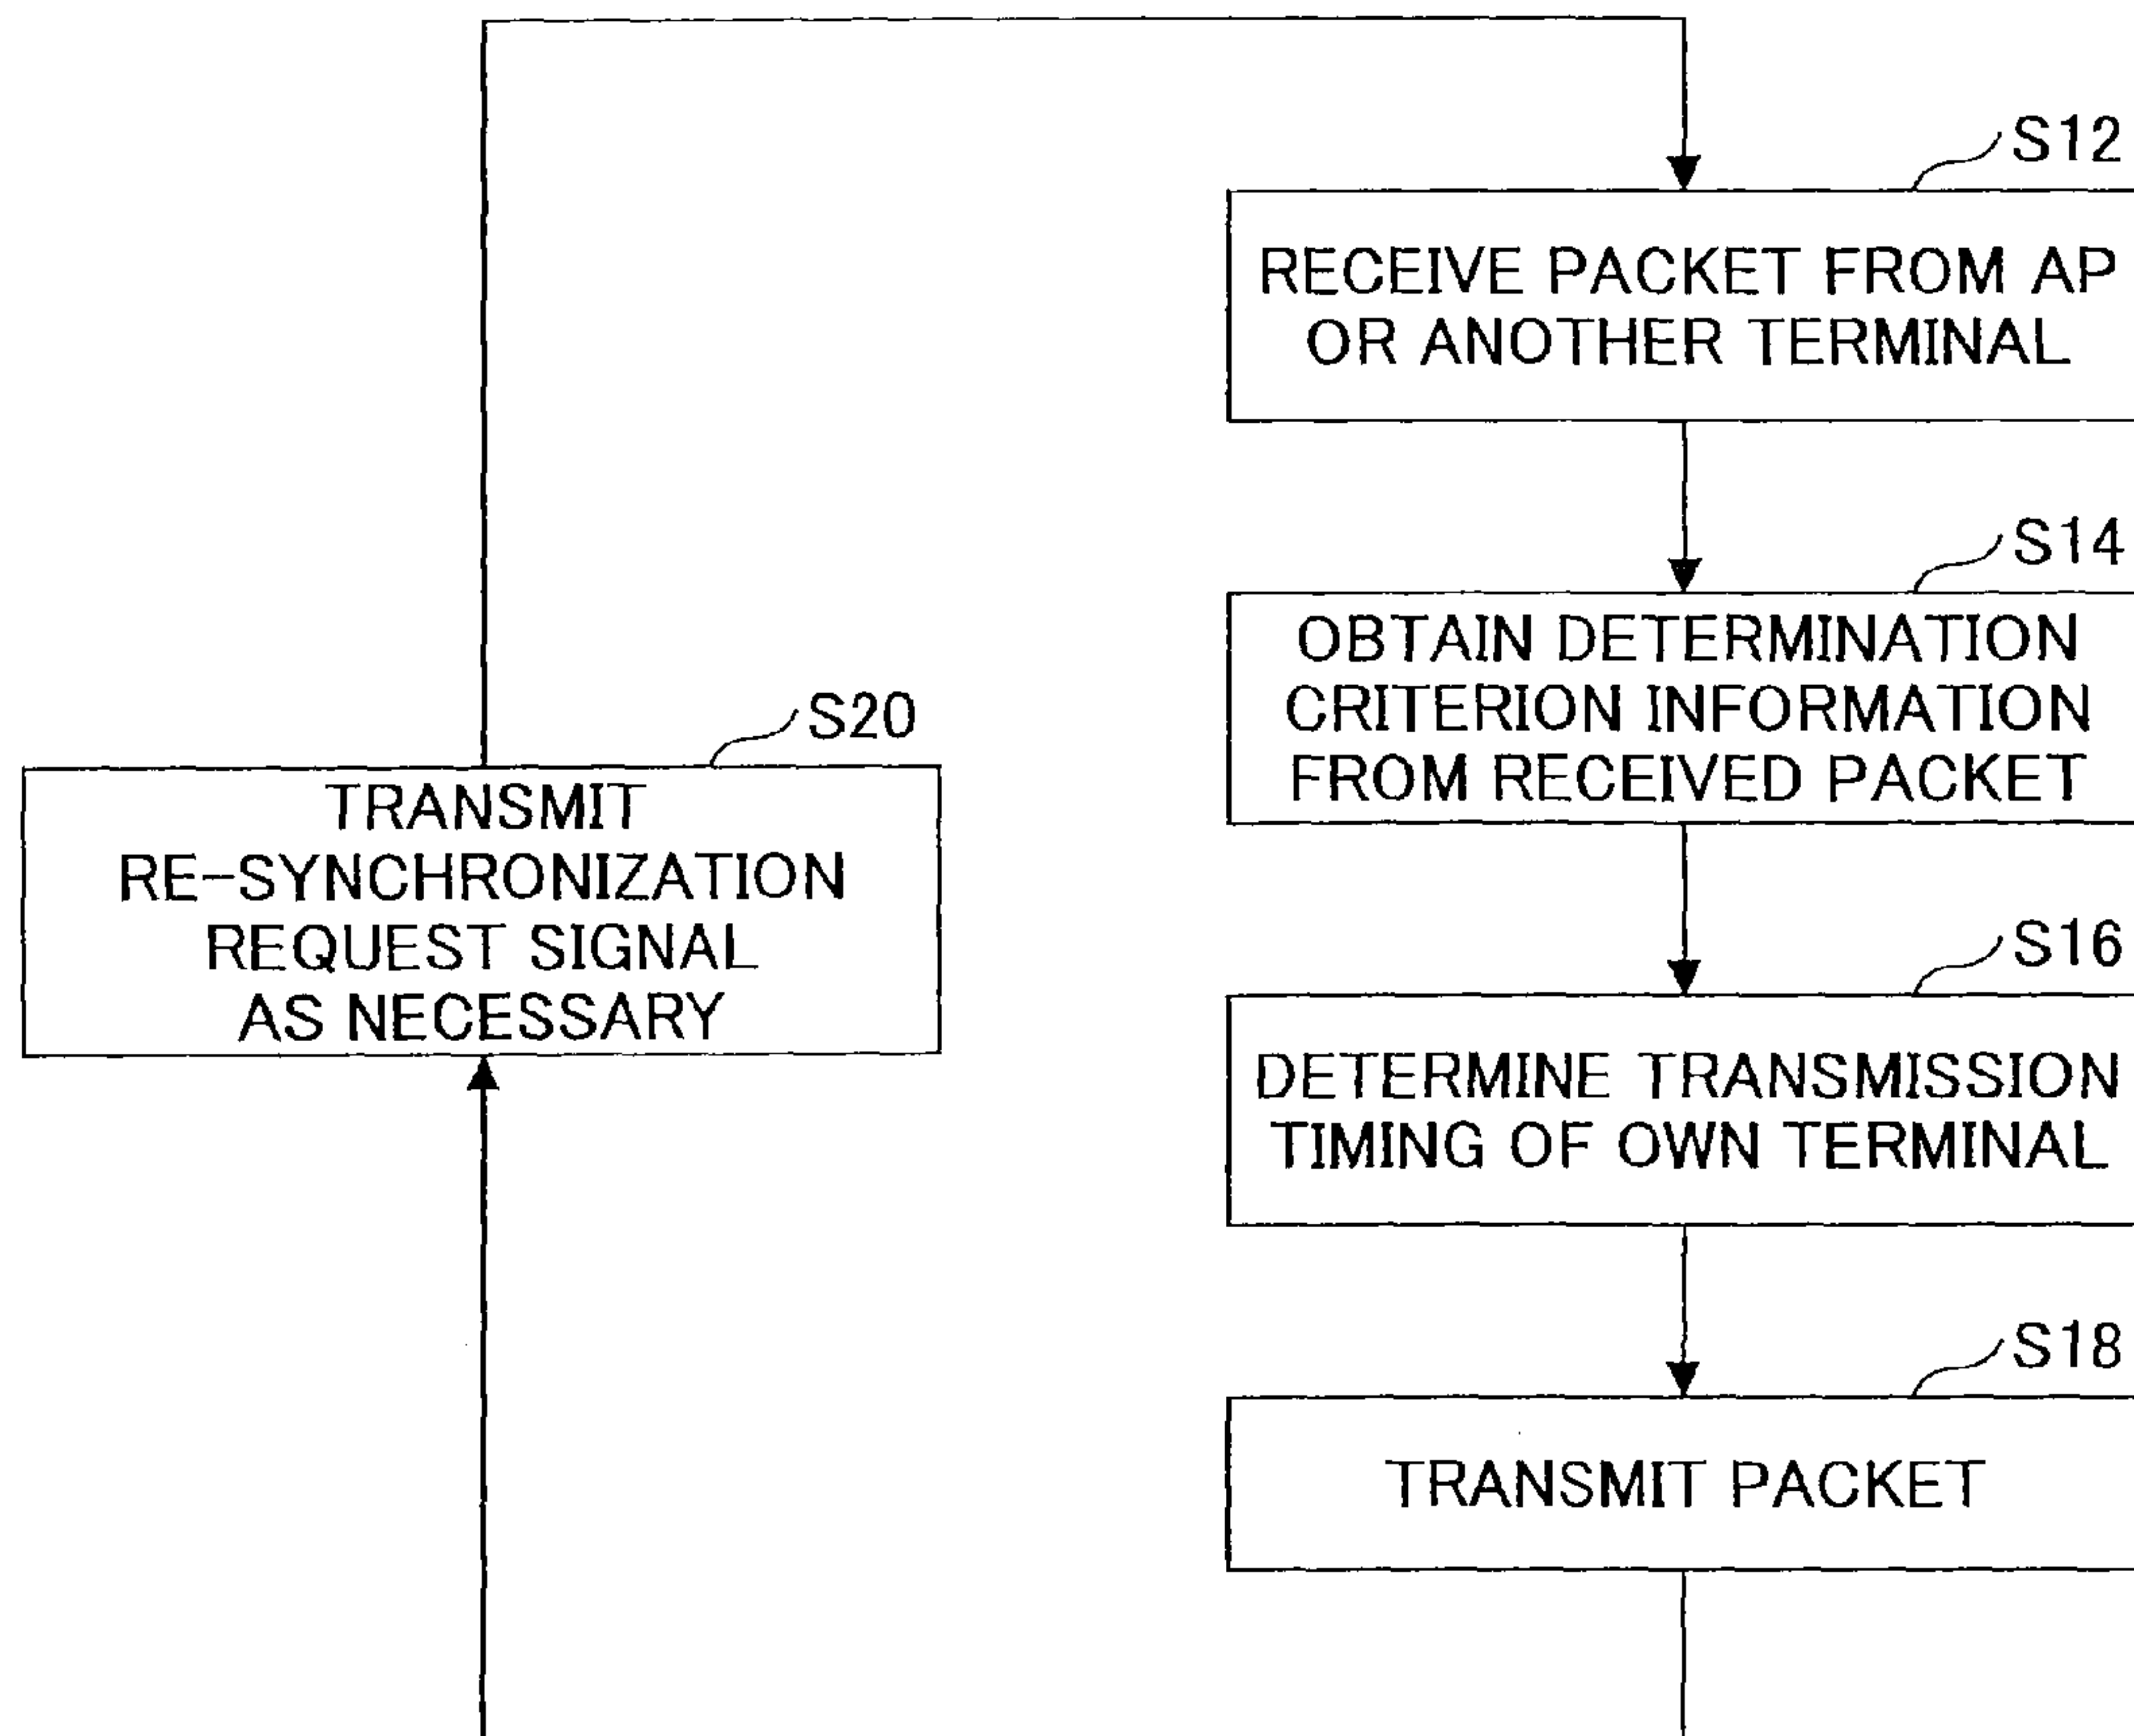 S12
RECEIVE PACKET FROM AP
OR ANOTHER TERMINAL
S14
OBTAIN DETERMINATION
CRITERION INFORMATION
FROM RECEIVED PACKET
S16
DETERMINE TRANSMISSION
TIMING OF OWN TERMINAL
S18
TRANSMIT PACKET
S20
TRANSMIT
RE-SYNCHRONIZATION
REQUEST SIGNAL
AS NECESSARY